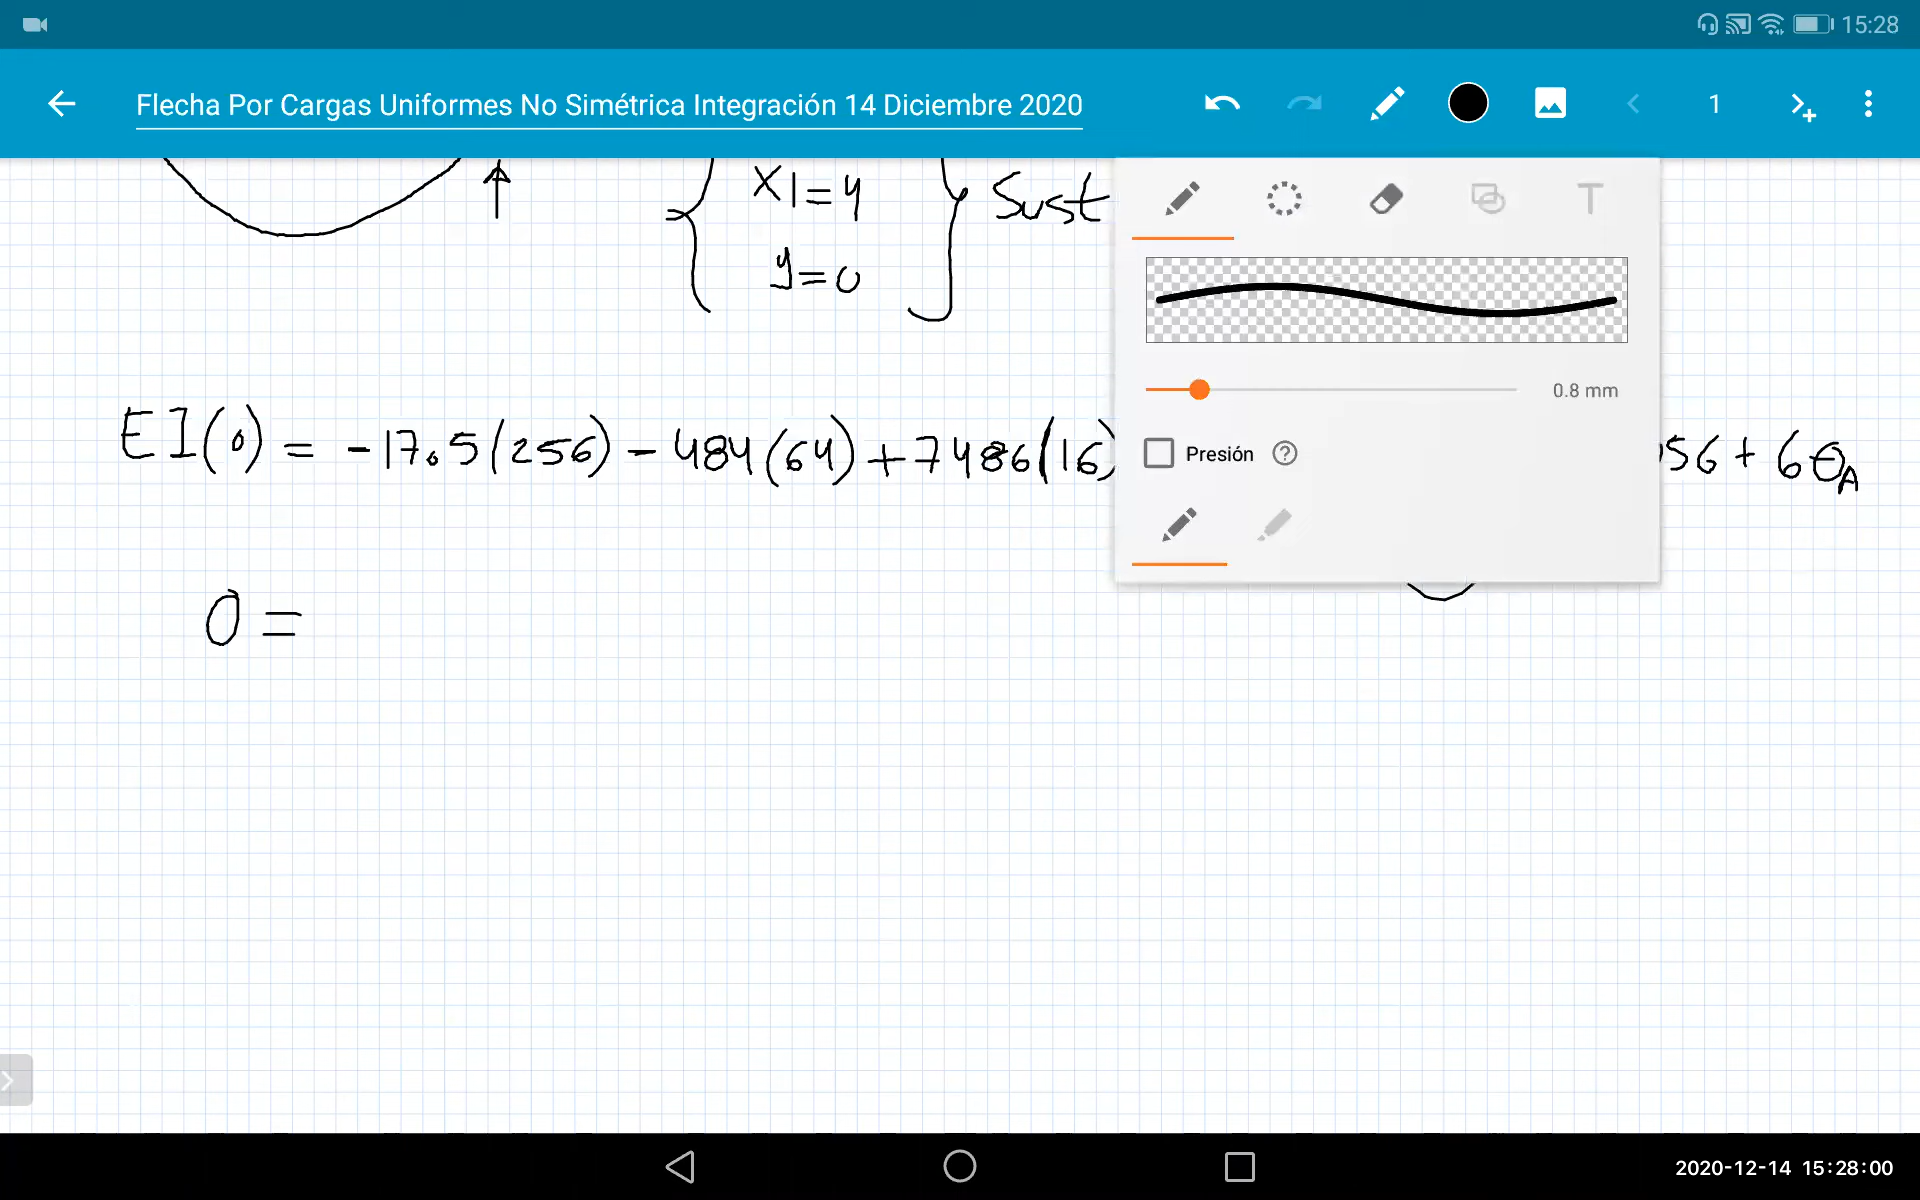 15:28
Flecha Por Cargas Uniformes No Simétrica Integración 14 Diciembre 2020
1
X1=4
y=0
Sust
T
0.8 mm
EI(0) = -17.5(256) - 484(64) + 7486(16)
56 + 6θA
Presión ?
0 =
2020-12-14 15:28:00